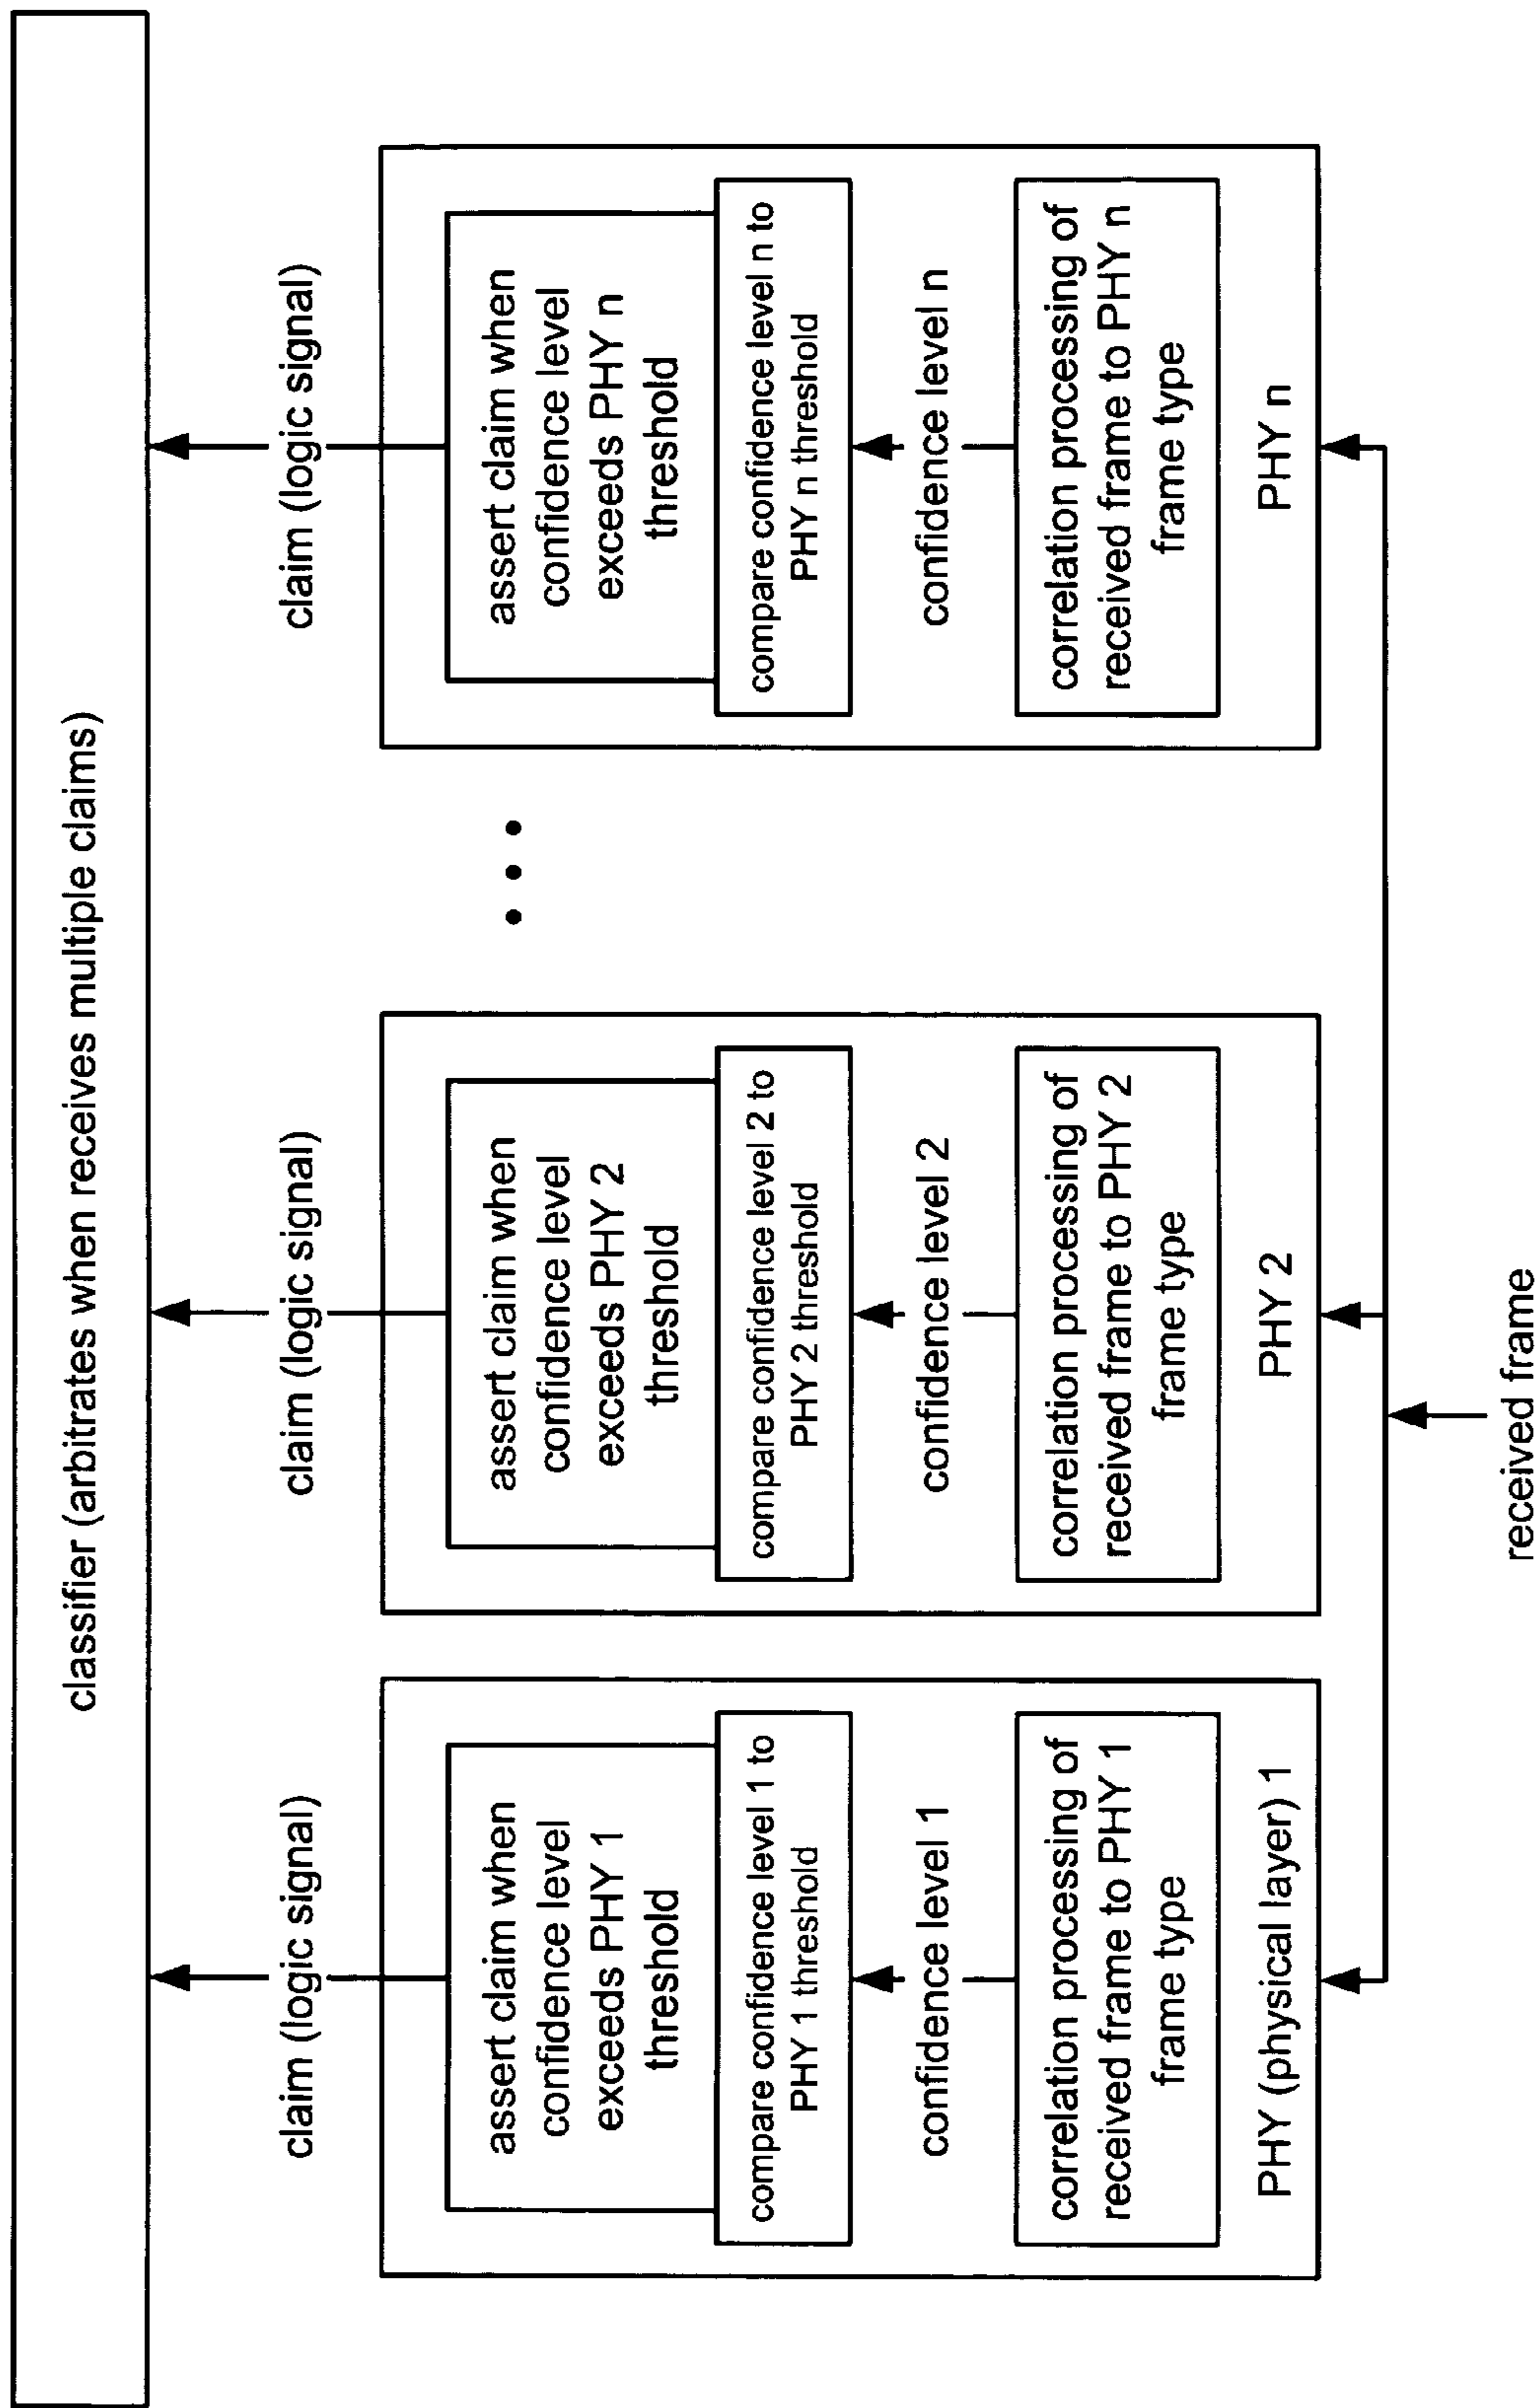 classifier (arbitrates when receives multiple claims)
claim (logic signal)
claim (logic signal)
claim (logic signal)
assert claim when
confidence level
exceeds PHY 1
threshold
compare confidence level 1 to
PHY 1 threshold
confidence level 1
correlation processing of
received frame to PHY 1
frame type
PHY (physical layer) 1
assert claim when
confidence level
exceeds PHY 2
threshold
compare confidence level 2 to
PHY 2 threshold
confidence level 2
correlation processing of
received frame to PHY 2
frame type
PHY 2
• • •
assert claim when
confidence level
exceeds PHY n
threshold
compare confidence level n to
PHY n threshold
confidence level n
correlation processing of
received frame to PHY n
frame type
PHY n
received frame